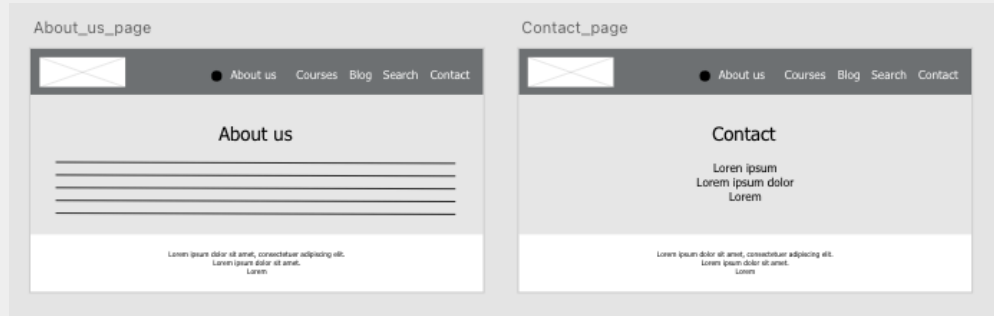 About_us_page
About us Courses Blog Search Contact
About us
Lorem ipsum dolor sit amet, consectetuer adipiscing elit.
Lorem ipsum dolor sit amet.
Lorem
Contact_page
About us Courses Blog Search Contact
Contact
Loren ipsum
Lorem ipsum dolor
Lorem
Lorem ipsum dolor sit amet, consectetuer adipiscing elit.
Lorem ipsum dolor sit amet.
Lorem